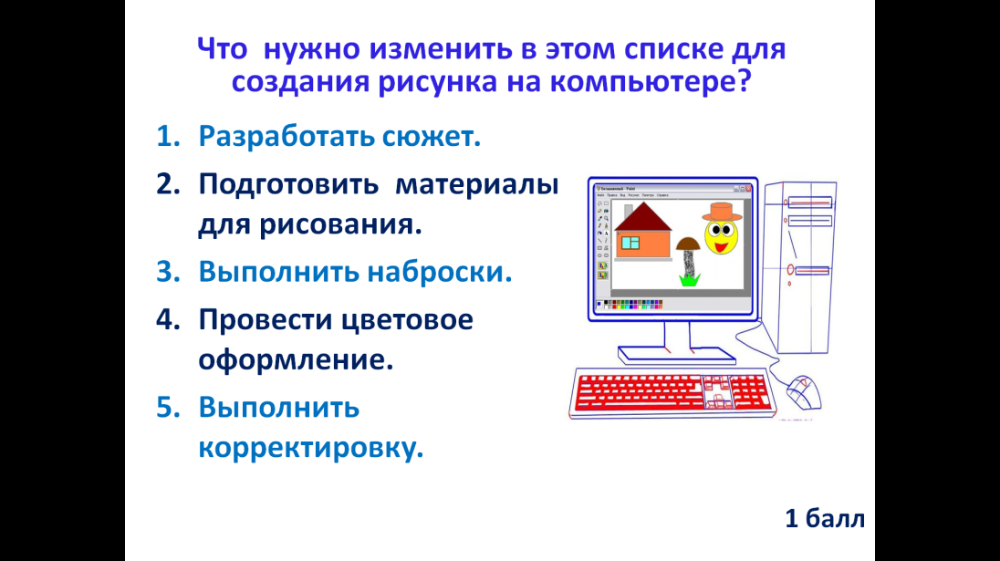 Что нужно изменить в этом списке для
создания рисунка на компьютере?
1. Разработать сюжет.
2. Подготовить материалы
для рисования.
3. Выполнить наброски.
4. Провести цветовое
оформление.
5. Выполнить
корректировку.
1 балл